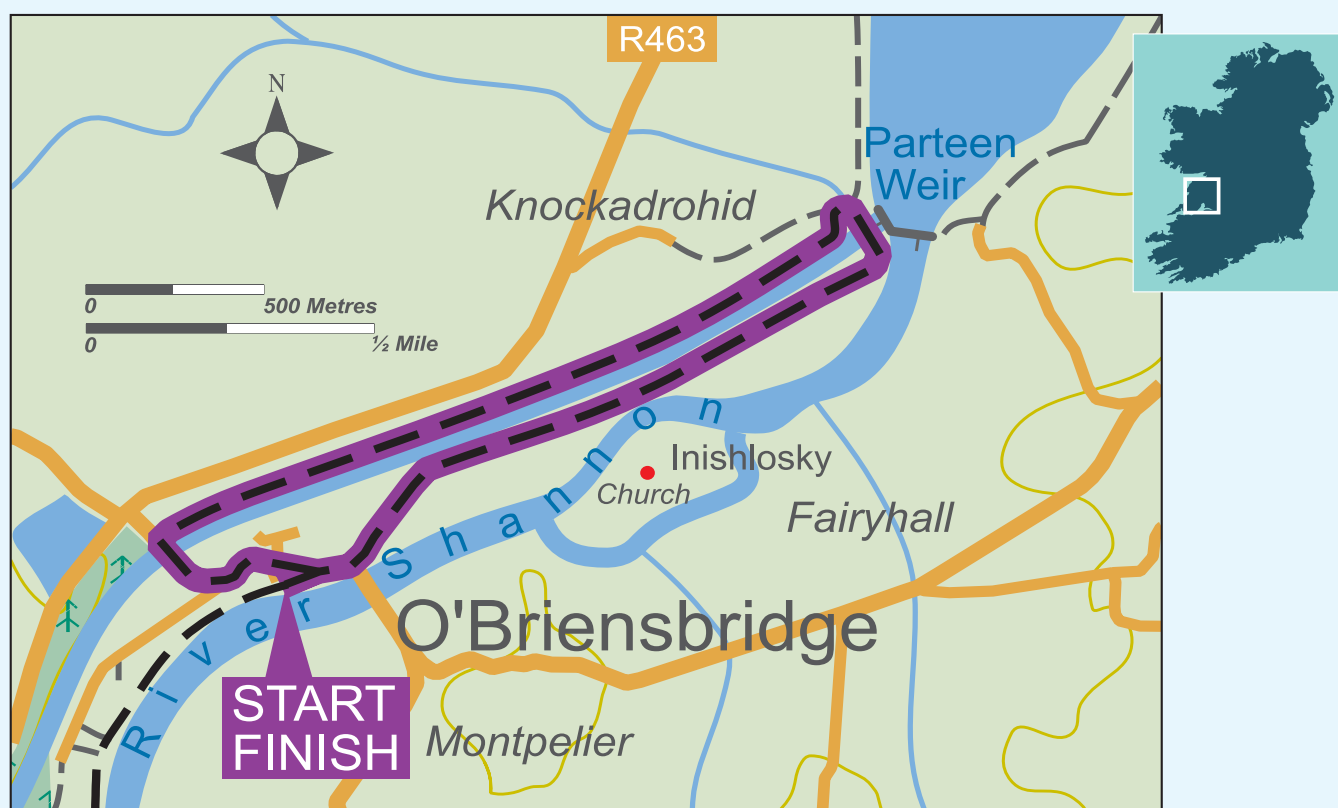 R463
N
Parteen
Weir
Knockadrohid
0 500 Metres
0 ½ Mile
River Shannon
Inishlosky
Church
Fairyhall
O'Briensbridge
START
FINISH
Montpelier